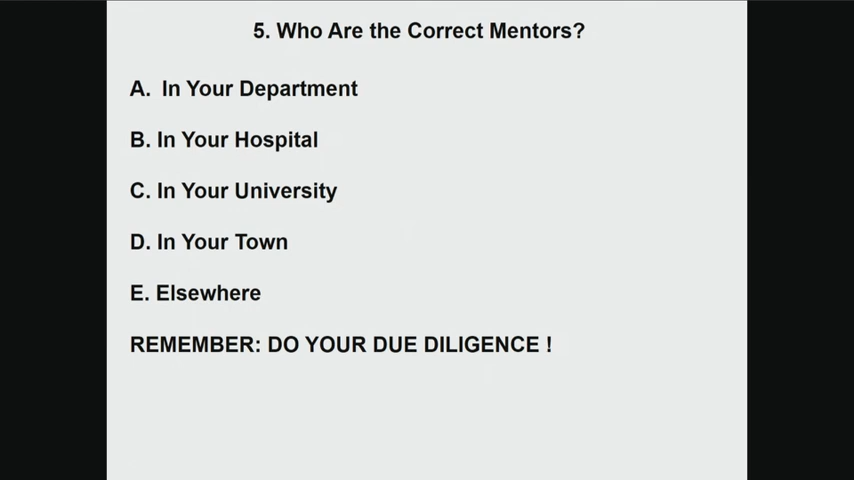 5. Who Are the Correct Mentors?
A. In Your Department
B. In Your Hospital
C. In Your University
D. In Your Town
E. Elsewhere
REMEMBER: DO YOUR DUE DILIGENCE !